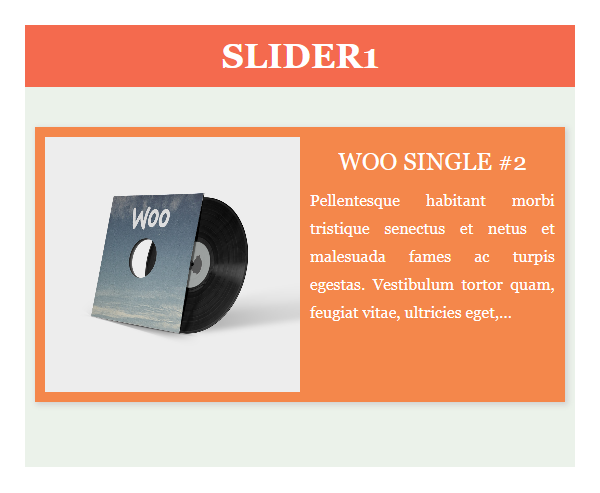 SLIDER1
WOO
WOO SINGLE #2
Pellentesque habitant morbi
tristique senectus et netus et
malesuada fames ac turpis
egestas. Vestibulum tortor quam,
feugiat vitae, ultricies eget,...